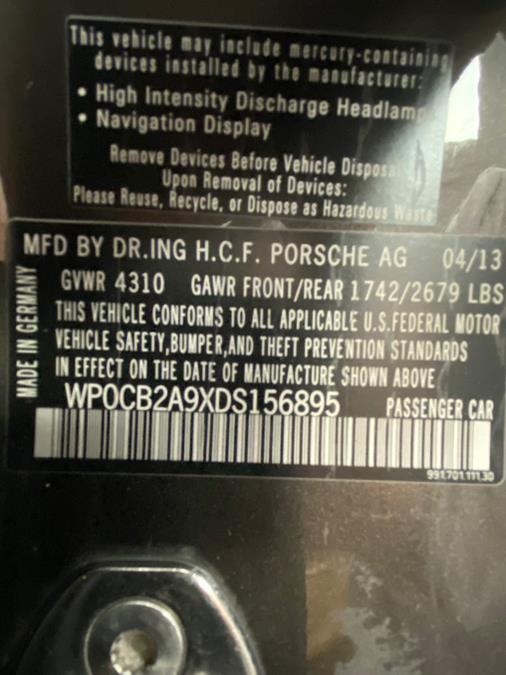 This vehicle may include mercury-containing
devices installed by the manufacturer:
• High Intensity Discharge Headlamp
• Navigation Display
Remove Devices Before Vehicle Disposal
Upon Removal of Devices:
Please Reuse, Recycle, or Dispose as Hazardous Waste
MFD BY DR.ING H.C.F. PORSCHE AG 04/13
GVWR 4310 GAWR FRONT/REAR 1742/2679 LBS
THIS VEHICLE CONFORMS TO ALL APPLICABLE U.S.FEDERAL MOTOR
VEHICLE SAFETY,BUMPER,AND THEFT PREVENTION STANDARDS
IN EFFECT ON THE DATE OF MANUFACTURE SHOWN ABOVE
WP0CB2A9XDS156895 PASSENGER CAR
991.701.111.30
MADE IN GERMANY